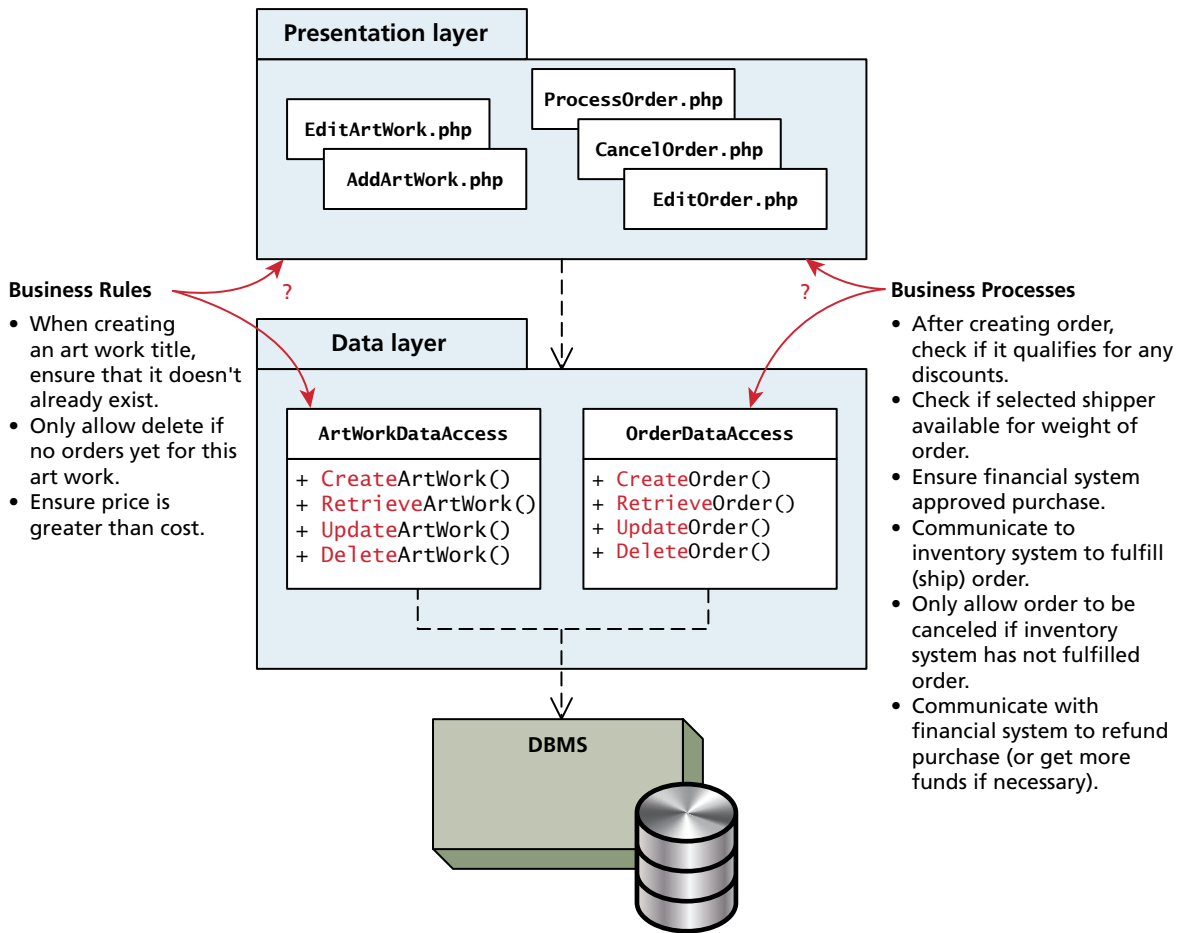 Presentation layer
EditArtWork.php
AddArtWork.php
ProcessOrder.php
CancelOrder.php
EditOrder.php
Business Rules
?
• When creating
an art work title,
ensure that it doesn't
already exist.
• Only allow delete if
no orders yet for this
art work.
• Ensure price is
greater than cost.
Data layer
ArtWorkDataAccess
+ CreateArtWork()
+ RetrieveArtWork()
+ UpdateArtWork()
+ DeleteArtWork()
OrderDataAccess
+ CreateOrder()
+ RetrieveOrder()
+ UpdateOrder()
+ DeleteOrder()
?
Business Processes
• After creating order,
check if it qualifies for any
discounts.
• Check if selected shipper
available for weight of
order.
• Ensure financial system
approved purchase.
• Communicate to
inventory system to fulfill
(ship) order.
• Only allow order to be
canceled if inventory
system has not fulfilled
order.
• Communicate with
financial system to refund
purchase (or get more
funds if necessary).
DBMS